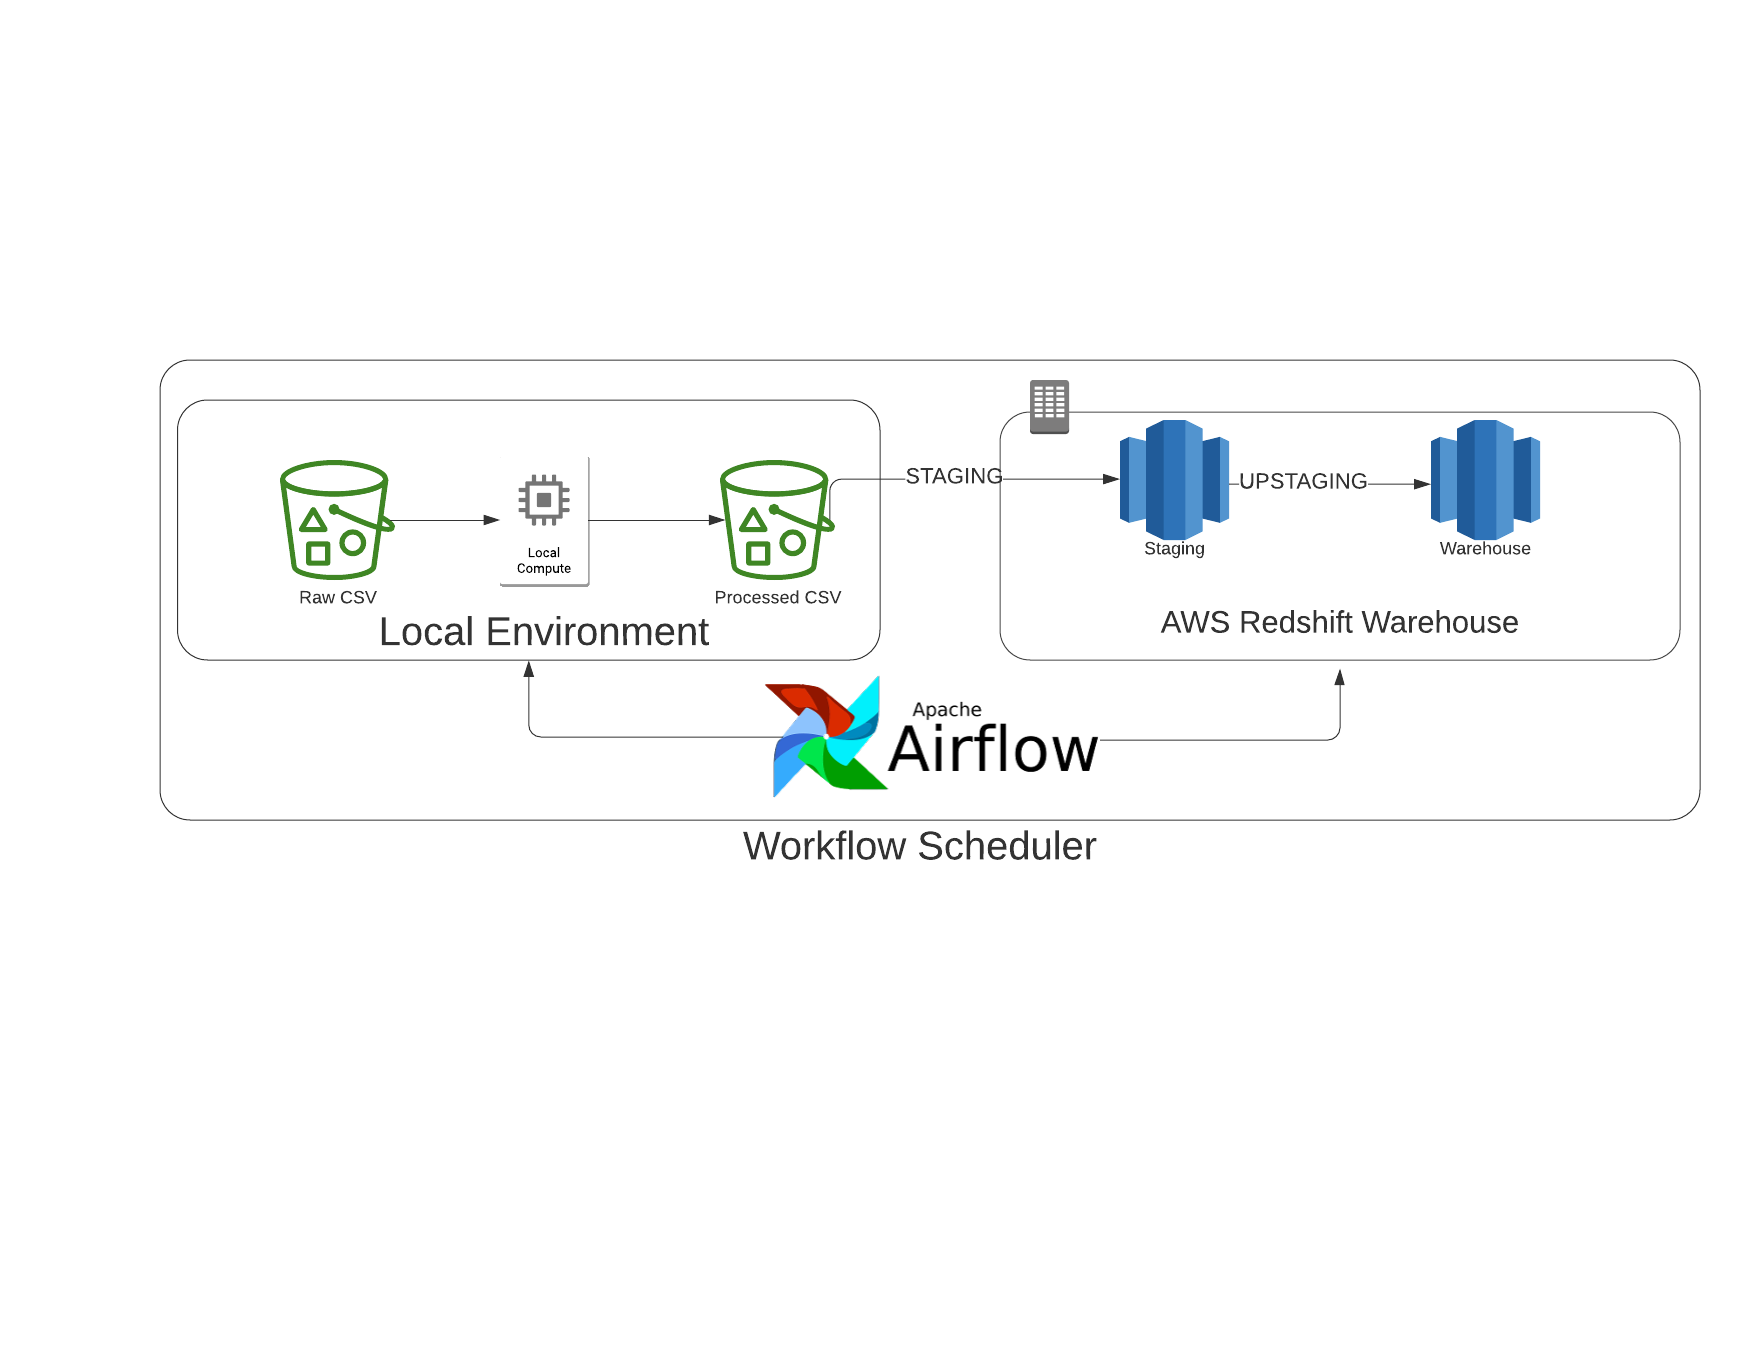 STAGING
UPSTAGING
Local
Compute
Staging
Warehouse
Raw CSV
Processed CSV
Local Environment
AWS Redshift Warehouse
Apache
Airflow
Workflow Scheduler